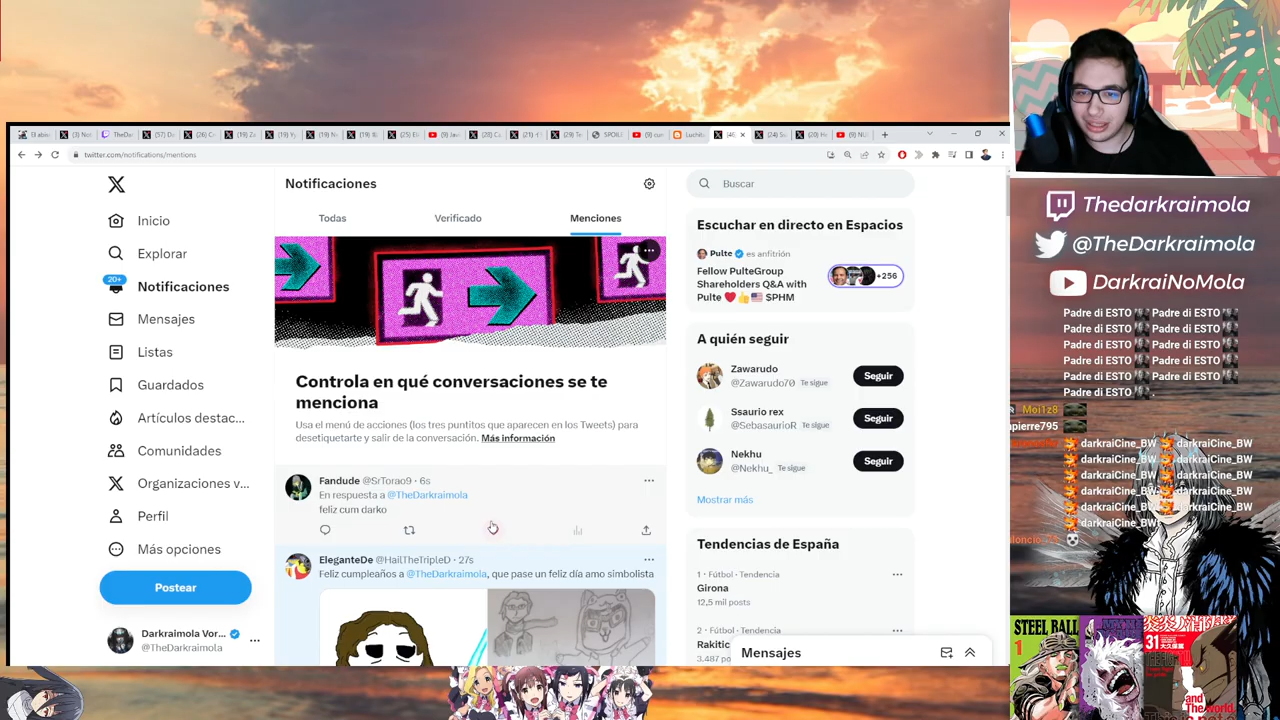 twitter.com/notifications/mentions
X
Inicio
Explorar
20+
Notificaciones
Mensajes
Listas
Guardados
Artículos destac...
Comunidades
Organizaciones v...
Perfil
Más opciones
Postear
Darkraimola Vor...
@TheDarkraimola
Notificaciones
Todas
Verificado
Menciones
Controla en qué conversaciones se te
menciona
Usa el menú de acciones (los tres puntitos que aparecen en los Tweets) para
desetiquetarte y salir de la conversación. Más información
Fandude @SrTorao9 · 6s
En respuesta a @TheDarkraimola
feliz cum darko
EleganteDe @HailTheTripleD · 27s
Feliz cumpleaños a @TheDarkraimola, que pase un feliz día amo simbolista
Buscar
Escuchar en directo en Espacios
Pulte es anfitrión
Fellow PulteGroup
Shareholders Q&A with
Pulte ❤️👍🇺🇸 $PHM
+256
A quién seguir
Zawarudo
@Zawarudo70 Te sigue
Seguir
Ssaurio rex
@SebasaurioR Te sigue
Seguir
Nekhu
@Nekhu_ Te sigue
Seguir
Mostrar más
Tendencias de España
1 · Fútbol · Tendencia
Girona
12,5 mil posts
2 · Fútbol · Tendencia
Rakitic
3.487 po
Mensajes
Thedarkraimola
@TheDarkraimola
DarkraiNoMola
Padre di ESTO Padre di ESTO
Padre di ESTO Padre di ESTO
Padre di ESTO Padre di ESTO
Padre di ESTO Padre di ESTO
Padre di ESTO Padre di ESTO
Padre di ESTO .
Moi1z8
apierre795
darkraiCine_BW darkraiCine_BW
darkraiCine_BW darkraiCine_BW
darkraiCine_BW darkraiCine_BW
darkraiCine_BW darkraiCine_BW
darkraiCine_BW darkraiCine_BW
darkraiCine_BW
STEEL BALL
1
31
and
The world.